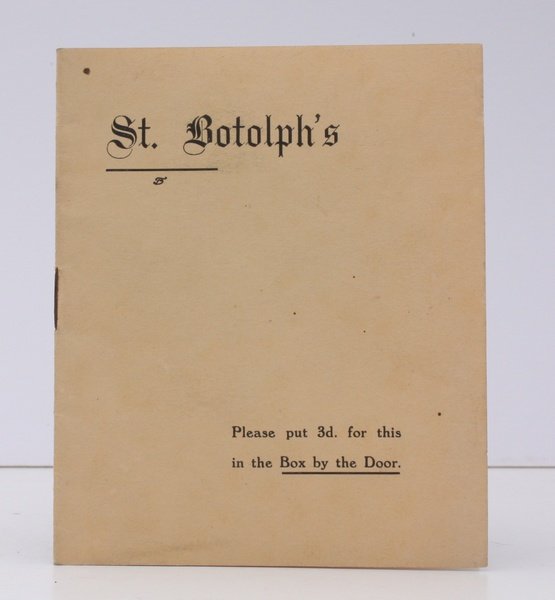 St. Botolph's
Please put 3d. for this
in the Box by the Door.